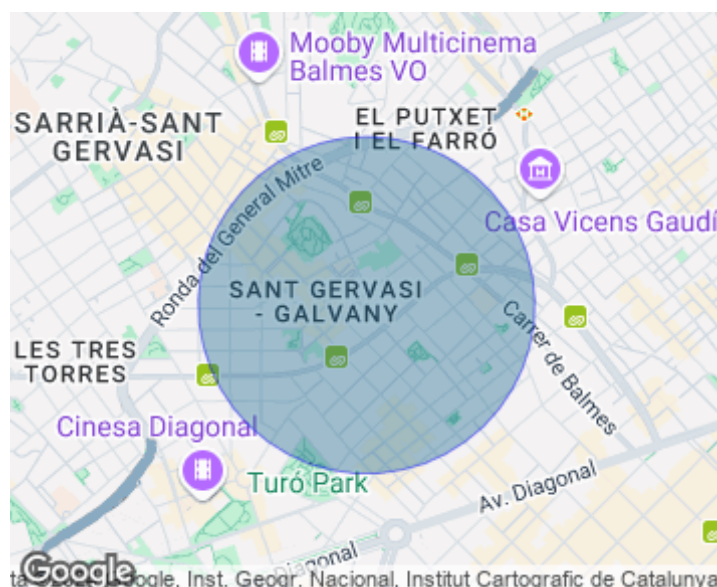 Mooby Multicinema
Balmes VO
SARRIÀ-SANT
GERVASI
EL PUTXET
I EL FARRÓ
Casa Vicens Gaudí
Ronda del General Mitre
SANT GERVASI
- GALVANY
Carrer de Balmes
LES TRES
TORRES
Cinesa Diagonal
Turó Park
Av. Diagonal
Diagonal
Google
Google, Inst. Geogr. Nacional, Institut Cartografic de Catalunya